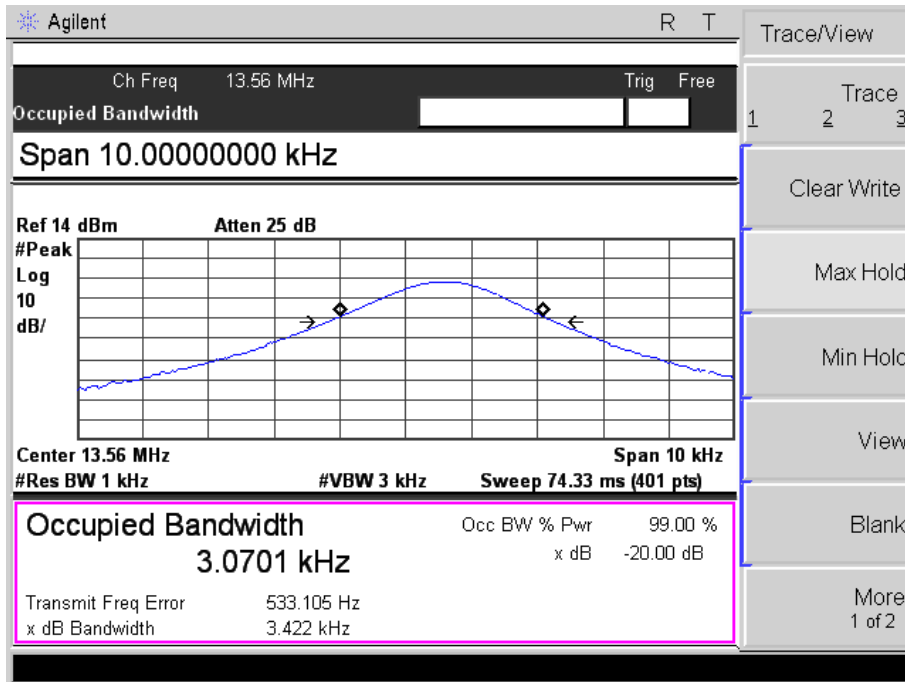 Agilent R T
Ch Freq 13.56 MHz Trig Free
Occupied Bandwidth
Span 10.00000000 kHz
Ref 14 dBm Atten 25 dB
#Peak
Log
10
dB/
Center 13.56 MHz Span 10 kHz
#Res BW 1 kHz #VBW 3 kHz Sweep 74.33 ms (401 pts)
Occupied Bandwidth Occ BW % Pwr 99.00 %
3.0701 kHz x dB -20.00 dB
Transmit Freq Error 533.105 Hz
x dB Bandwidth 3.422 kHz
Trace/View
Trace
1 2 3
Clear Write
Max Hold
Min Hold
View
Blank
More
1 of 2